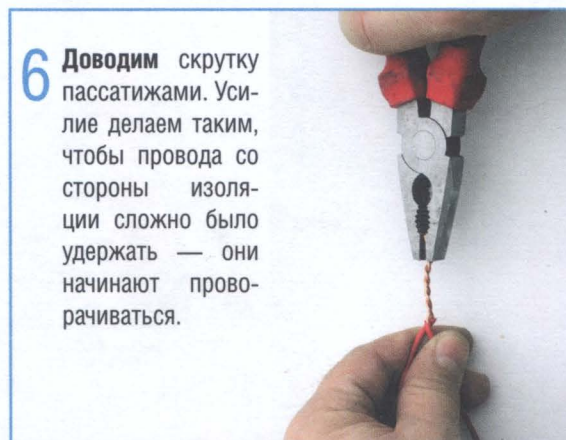 6 Доводим скрутку
пассатижами. Уси-
лие делаем таким,
чтобы провода со
стороны изоля-
ции сложно было
удержать — они
начинают прово-
рачиваться.